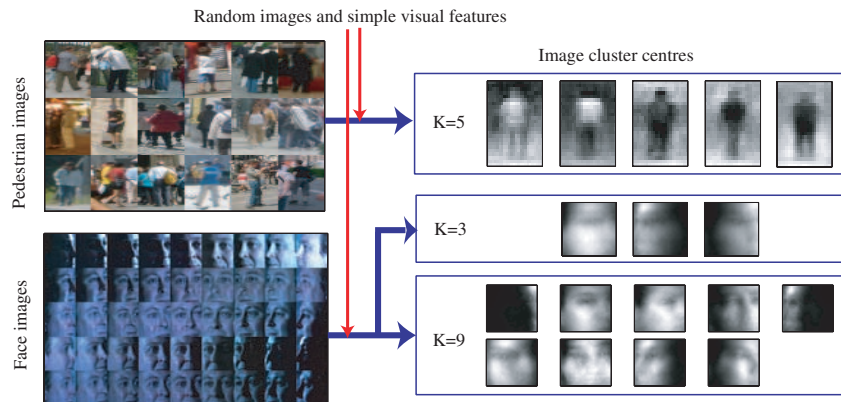 Random images and simple visual features
Image cluster centres
Pedestrian images
K=5
K=3
Face images
K=9